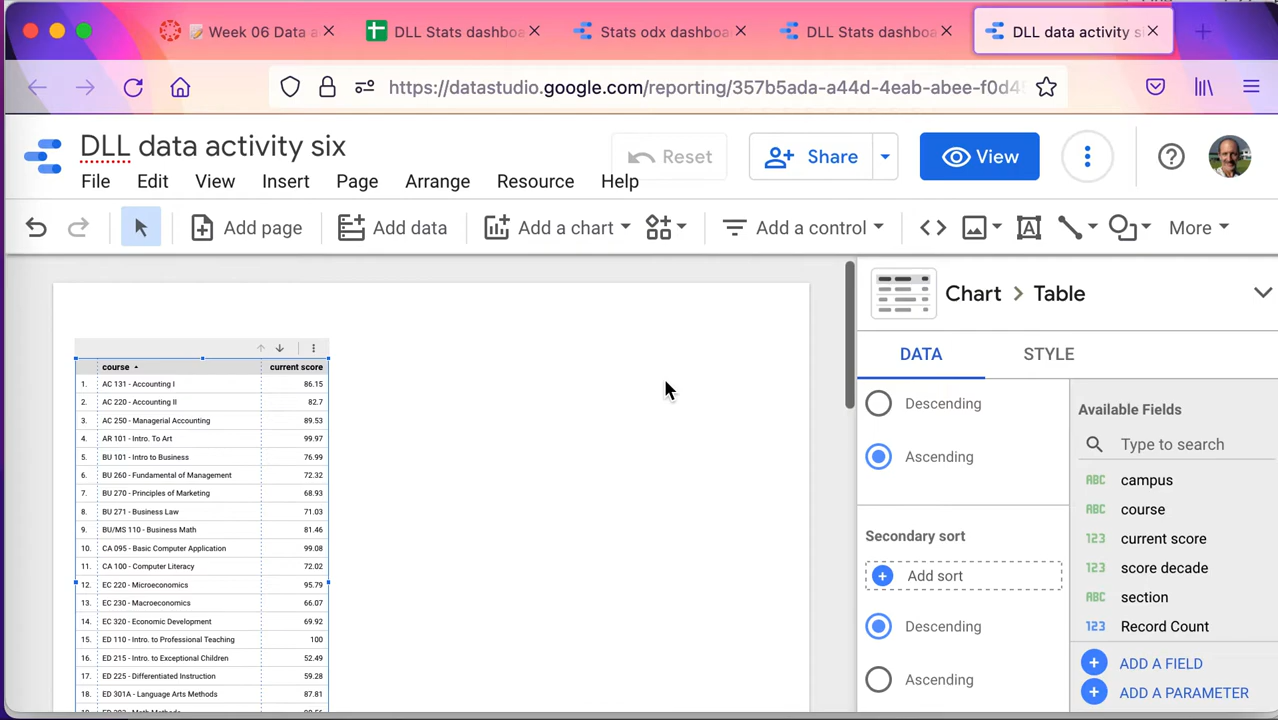 Week 06 Data a
DLL Stats dashbo
Stats odx dashbo
DLL Stats dashbo
DLL data activity si
https://datastudio.google.com/reporting/357b5ada-a44d-4eab-abee-f0d45
DLL data activity six
Reset
Share
View
File Edit View Insert Page Arrange Resource Help
Add page
Add data
Add a chart
Add a control
More
course current score
1. AC 131 - Accounting I 86.15
2. AC 220 - Accounting II 82.7
3. AC 250 - Managerial Accounting 89.53
4. AR 101 - Intro. To Art 99.97
5. BU 101 - Intro to Business 76.99
6. BU 260 - Fundamental of Management 72.32
7. BU 270 - Principles of Marketing 68.93
8. BU 271 - Business Law 71.03
9. BU/MS 110 - Business Math 81.46
10. CA 095 - Basic Computer Application 99.08
11. CA 100 - Computer Literacy 72.02
12. EC 220 - Microeconomics 95.79
13. EC 230 - Macroeconomics 66.07
14. EC 320 - Economic Development 69.92
15. ED 110 - Intro. to Professional Teaching 100
16. ED 215 - Intro. to Exceptional Children 52.49
17. ED 225 - Differentiated Instruction 59.28
18. ED 301A - Language Arts Methods 87.81
Chart > Table
DATA
STYLE
Descending
Ascending
Secondary sort
Add sort
Descending
Ascending
Available Fields
Type to search
ABC campus
ABC course
123 current score
123 score decade
ABC section
123 Record Count
ADD A FIELD
ADD A PARAMETER